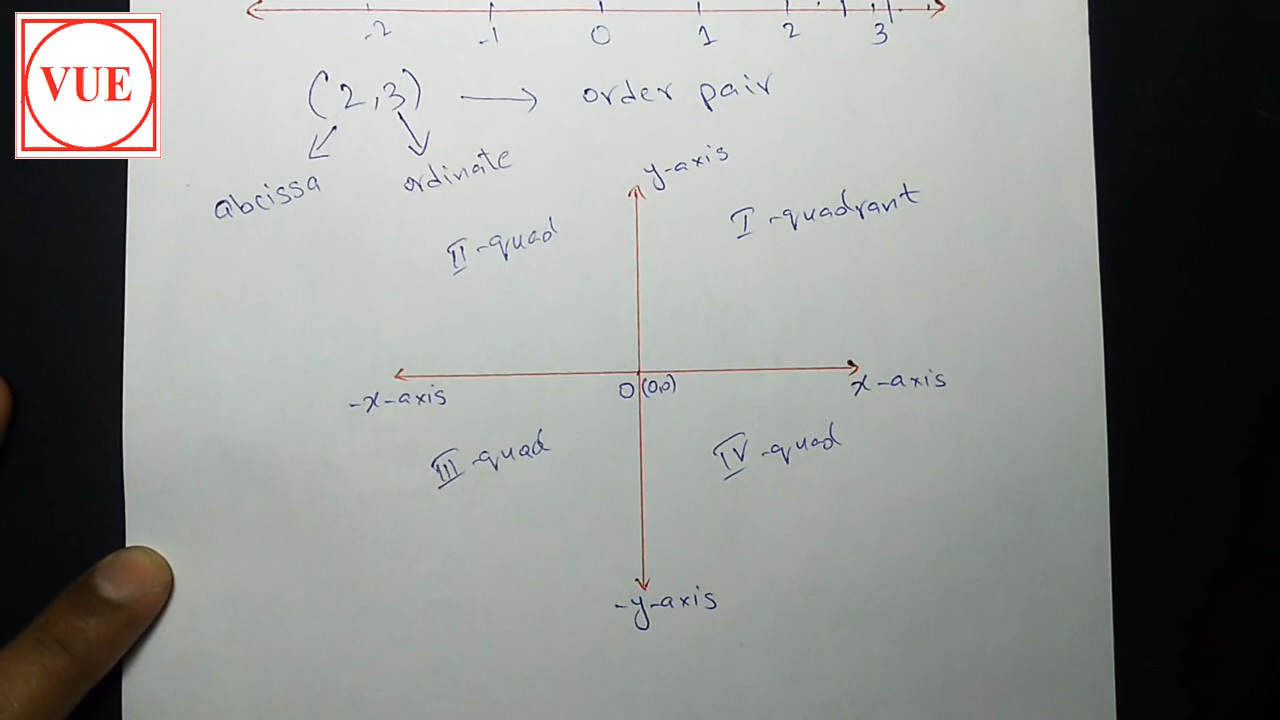 -2 -1 0 1 2 3
VUE
(2,3) → order pair
abcissa ordinate
y-axis
II-quad I-quadrant
-x-axis O(0,0) x-axis
III-quad IV-quad
-y-axis